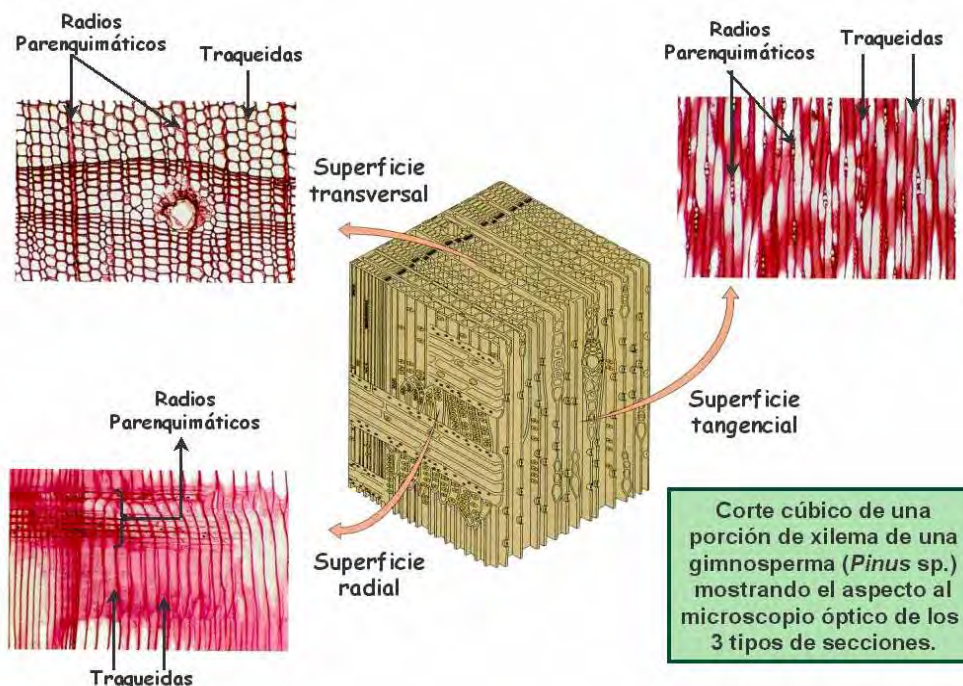 Radios
Parenquimáticos
Traqueidas
Radios
Parenquimáticos
Traqueidas
Superficie
transversal
Superficie
tangencial
Radios
Parenquimáticos
Superficie
radial
Traqueidas
Corte cúbico de una
porción de xilema de una
gimnosperma (Pinus sp.)
mostrando el aspecto al
microscopio óptico de los
3 tipos de secciones.